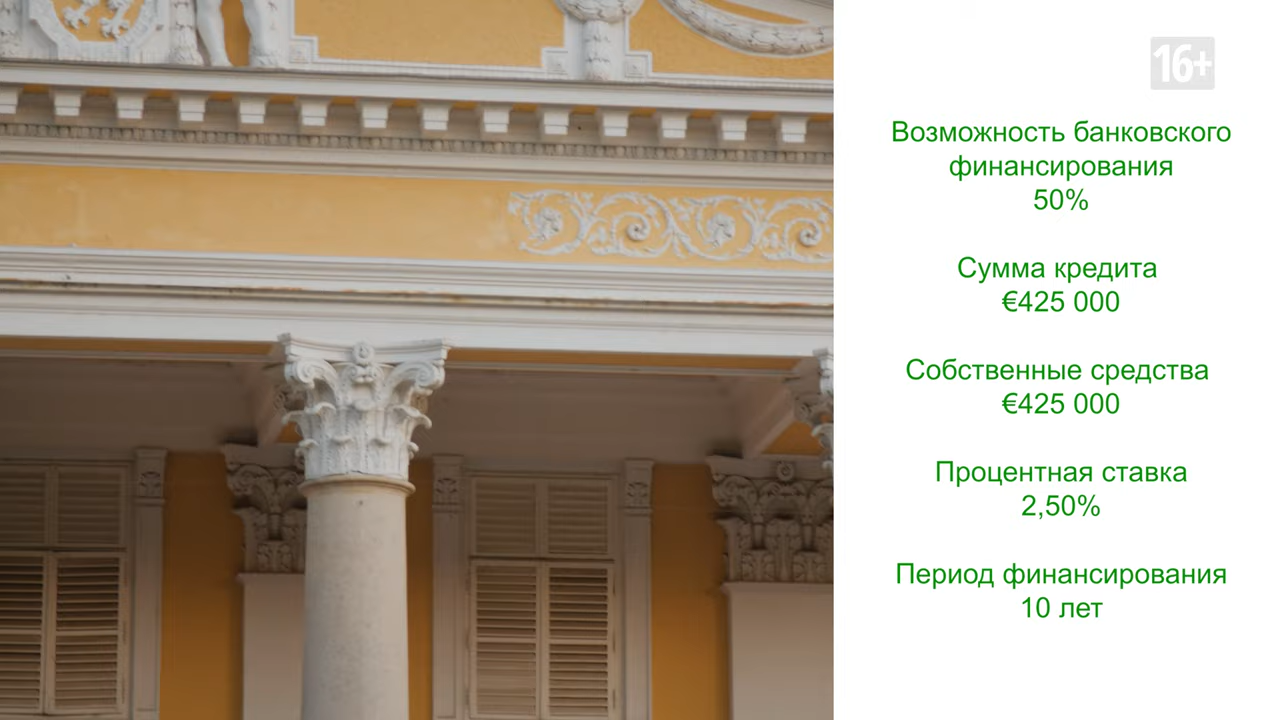 16+
Возможность банковского
финансирования
50%
Сумма кредита
€425 000
Собственные средства
€425 000
Процентная ставка
2,50%
Период финансирования
10 лет